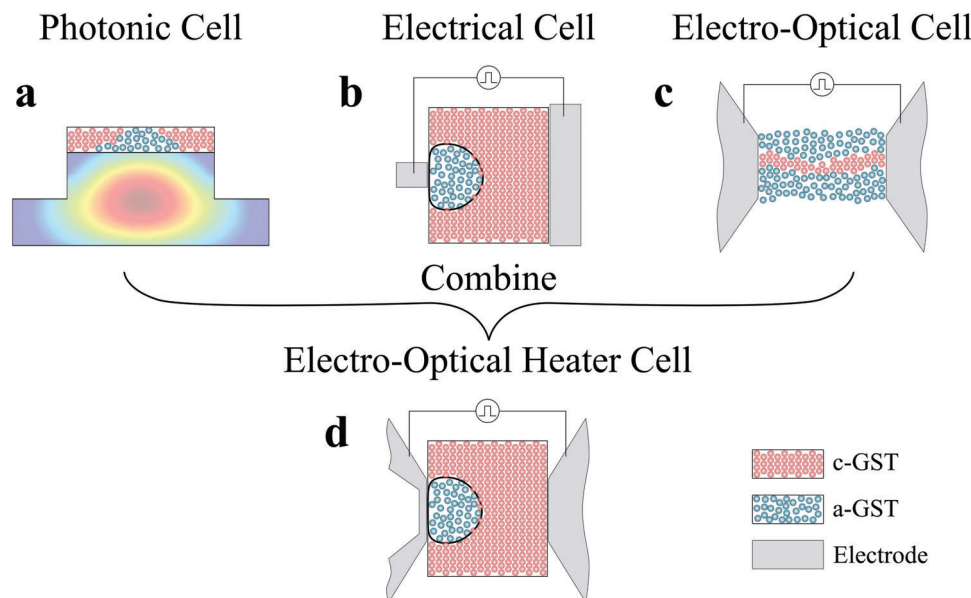 Photonic Cell
Electrical Cell
Electro-Optical Cell
a
b
c
Combine
Electro-Optical Heater Cell
d
c-GST
a-GST
Electrode